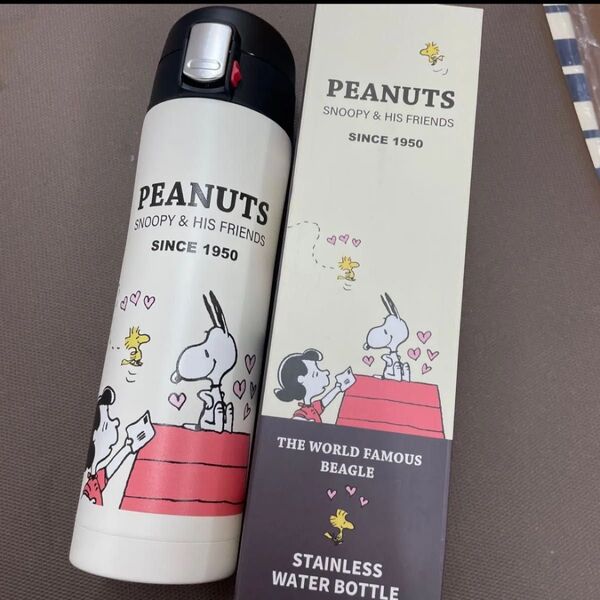 PEANUTS
SNOOPY & HIS FRIENDS
SINCE 1950
PEANUTS
SNOOPY & HIS FRIENDS
SINCE 1950
THE WORLD FAMOUS
BEAGLE
STAINLESS
WATER BOTTLE